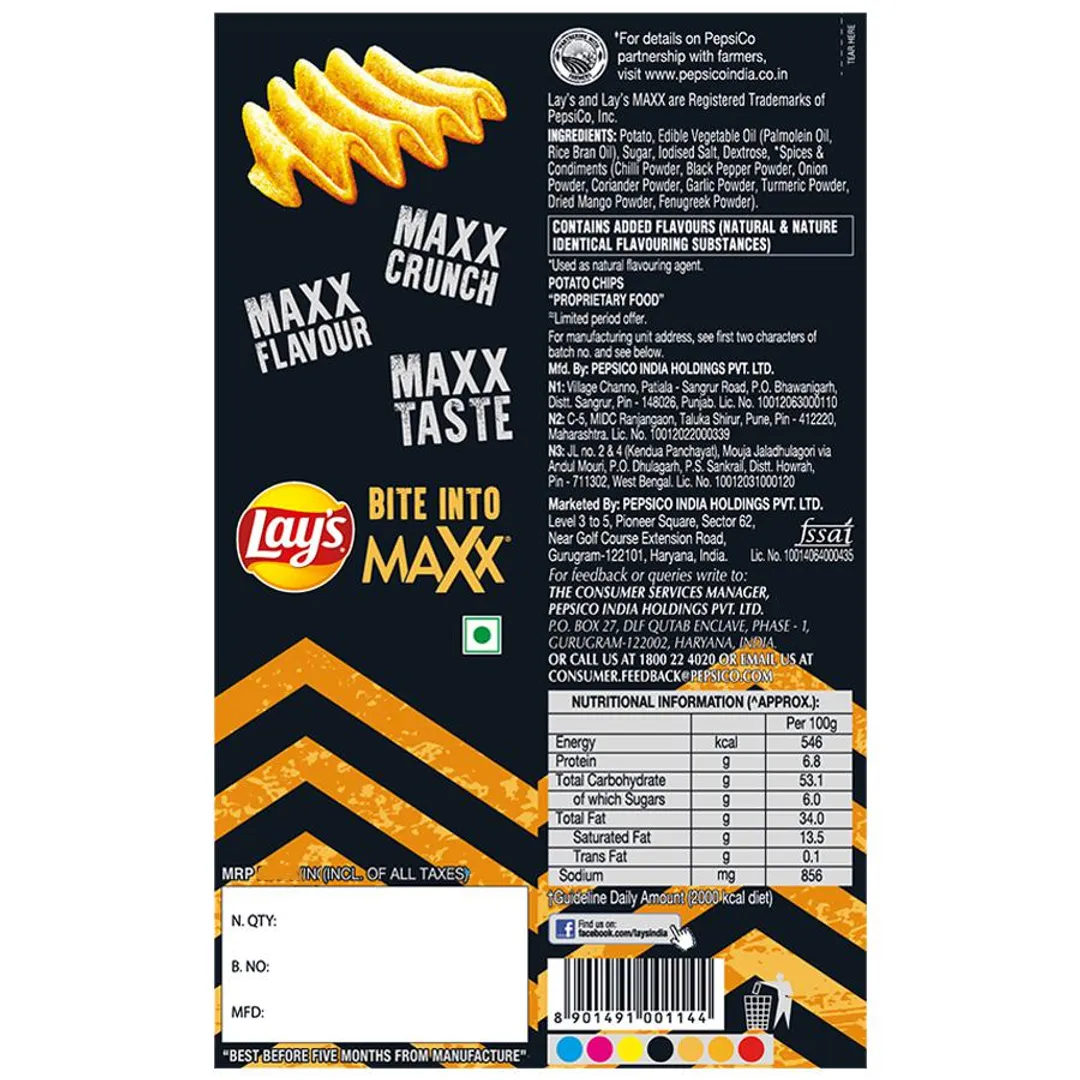 MAXX
CRUNCH
MAXX
FLAVOUR
MAXX
TASTE
Lay's
BITE INTO
MAXX
MRP
(INCL. OF ALL TAXES)
N. QTY:
B. NO:
MFD:
"BEST BEFORE FIVE MONTHS FROM MANUFACTURE"
TEAR HERE
*For details on PepsiCo
partnership with farmers,
visit www.pepsicoindia.co.in
Lay's and Lay's MAXX are Registered Trademarks of
PepsiCo, Inc.
INGREDIENTS: Potato, Edible Vegetable Oil (Palmolein Oil,
Rice Bran Oil), Sugar, Iodised Salt, Dextrose, *Spices &
Condiments (Chilli Powder, Black Pepper Powder, Onion
Powder, Coriander Powder, Garlic Powder, Turmeric Powder,
Dried Mango Powder, Fenugreek Powder).
CONTAINS ADDED FLAVOURS (NATURAL & NATURE
IDENTICAL FLAVOURING SUBSTANCES)
*Used as natural flavouring agent.
POTATO CHIPS
"PROPRIETARY FOOD"
Limited period offer.
For manufacturing unit address, see first two characters of
batch no. and see below.
Mfd. By: PEPSICO INDIA HOLDINGS PVT. LTD.
N1: Village Channo, Patiala - Sangrur Road, P.O. Bhawanigarh,
Distt. Sangrur, Pin - 148026, Punjab. Lic. No. 10012063000110
N2: C-5, MIDC Ranjangaon, Taluka Shirur, Pune, Pin - 412220,
Maharashtra. Lic. No. 10012022000339
N3: JL no. 2 & 4 (Kendua Panchayat), Mouja Jaladhulagori via
Andul Mouri, P.O. Dhulagarh, P.S. Sankrail, Distt. Howrah,
Pin - 711302, West Bengal. Lic. No. 10012031000120
Marketed By: PEPSICO INDIA HOLDINGS PVT. LTD.
Level 3 to 5, Pioneer Square, Sector 62,
Near Golf Course Extension Road,
Gurugram-122101, Haryana, India.
fssai
Lic. No. 10014064000435
For feedback or queries write to:
THE CONSUMER SERVICES MANAGER,
PEPSICO INDIA HOLDINGS PVT. LTD.
P.O. BOX 27, DLF QUTAB ENCLAVE, PHASE - 1,
GURUGRAM-122002, HARYANA, INDIA.
OR CALL US AT 1800 22 4020 OR EMAIL US AT
CONSUMER.FEEDBACK@PEPSICO.COM
NUTRITIONAL INFORMATION (^APPROX.):
Per 100g
Energy kcal 546
Protein g 6.8
Total Carbohydrate g 53.1
of which Sugars g 6.0
Total Fat g 34.0
Saturated Fat g 13.5
Trans Fat g 0.1
Sodium mg 856
†Guideline Daily Amount (2000 kcal diet)
Find us on:
facebook.com/laysindia
8 901491 001144